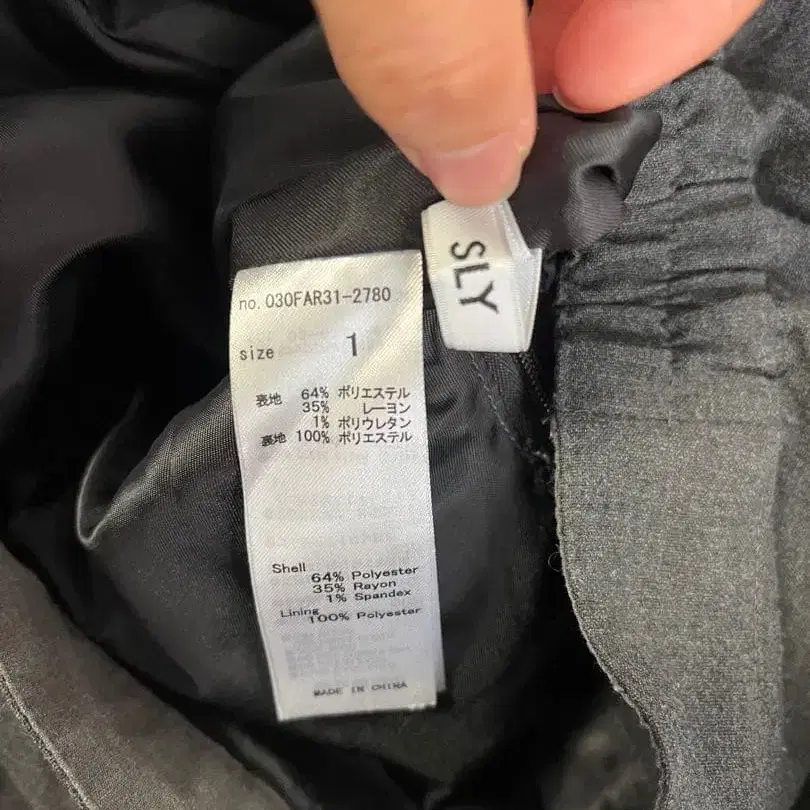 SLY
no.030FAR31-2780
size 1
表地 64% ポリエステル
35% レーヨン
1% ポリウレタン
裏地 100% ポリエステル
Shell
64% Polyester
35% Rayon
1% Spandex
Lining
100% Polyester
MADE IN CHINA